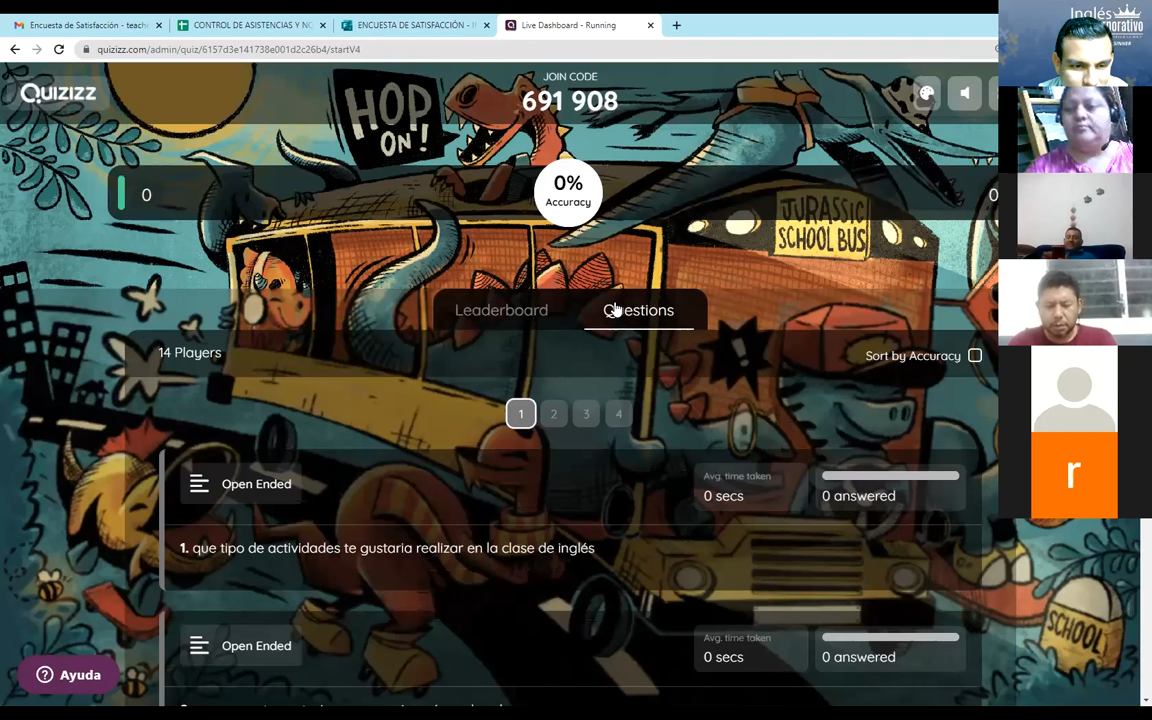 Encuesta de Satisfacción - teach
CONTROL DE ASISTENCIAS Y NO
ENCUESTA DE SATISFACCIÓN - I
Live Dashboard - Running
quizizz.com/admin/quiz/6157d3e141738e001d2c26b4/startV4
Inglés
Quizizz
JOIN CODE
691 908
HOP
ON!
0
0%
Accuracy
0
JURASSIC
SCHOOL BUS
Leaderboard
Questions
14 Players
Sort by Accuracy
1 2 3 4
Open Ended
Avg. time taken
0 secs
0 answered
1. que tipo de actividades te gustaria realizar en la clase de inglés
Open Ended
Avg. time taken
0 secs
0 answered
SCHOOL
Ayuda
r